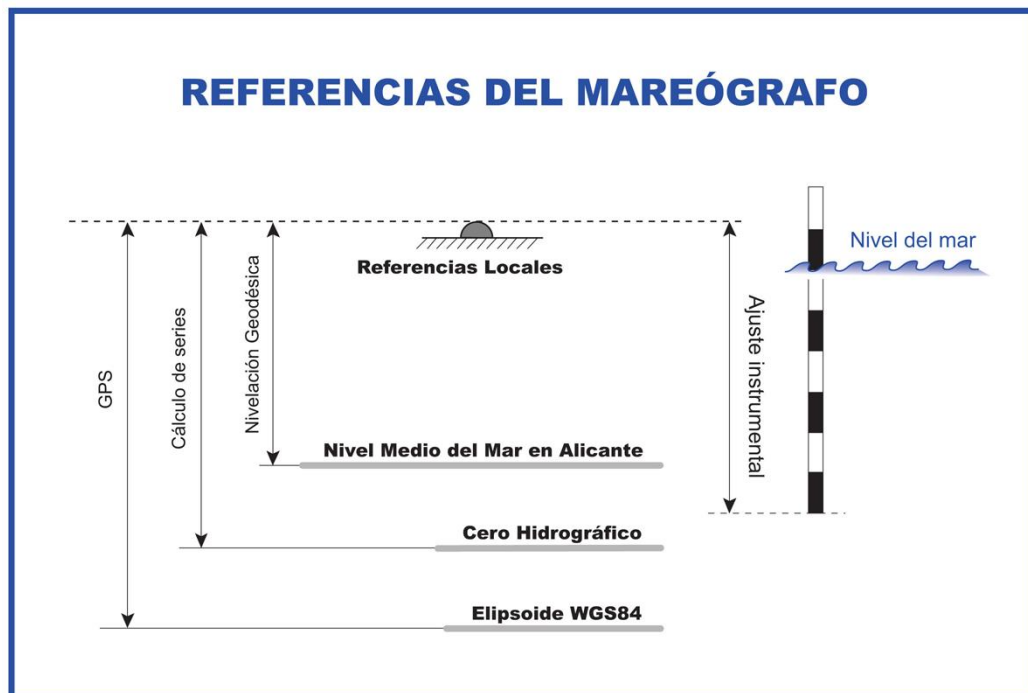 REFERENCIAS DEL MAREÓGRAFO
Nivel del mar
Referencias Locales
GPS
Cálculo de series
Nivelación Geodésica
Ajuste instrumental
Nivel Medio del Mar en Alicante
Cero Hidrográfico
Elipsoide WGS84